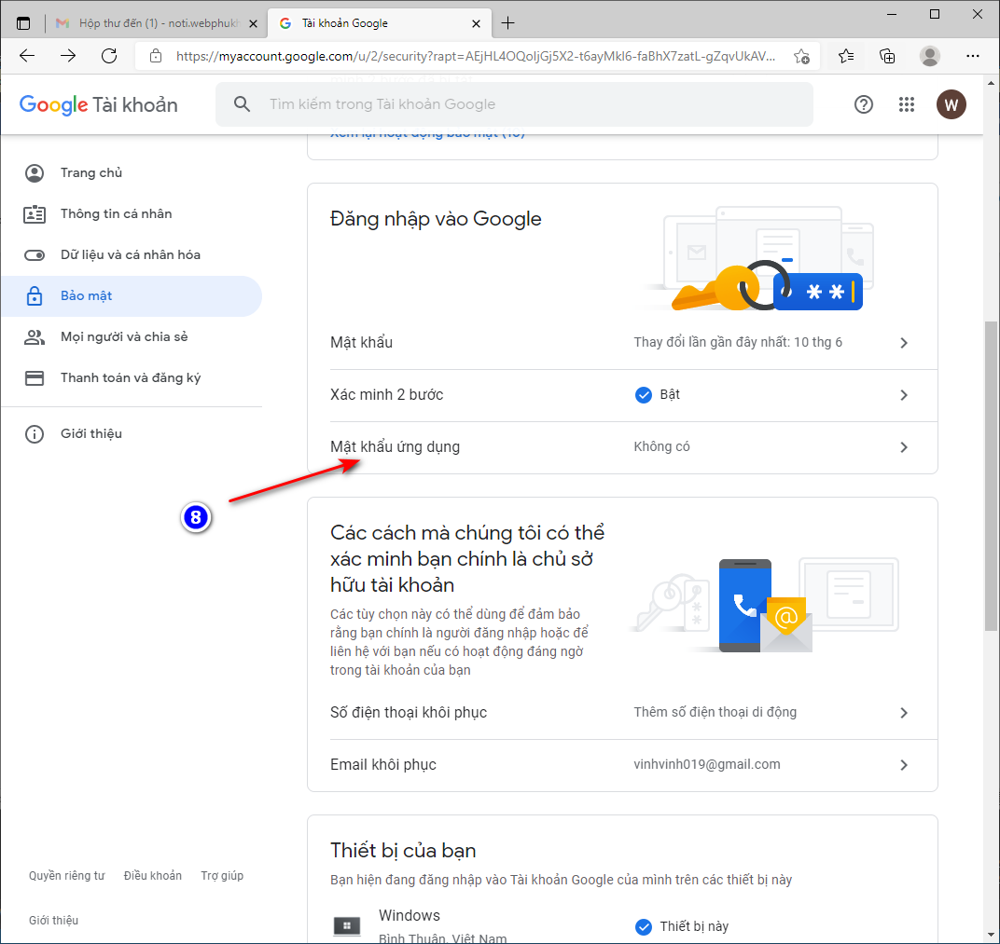 Hộp thư đến (1) - noti.webphukh
Tài khoản Google
https://myaccount.google.com/u/2/security?rapt=AEjHL4OQoIjGj5X2-t6ayMkl6-faBhX7zatL-gZqvUkAV...
Google Tài khoản
Tìm kiếm trong Tài khoản Google
W
Xem lại hoạt động bảo mật (10)
Trang chủ
Thông tin cá nhân
Dữ liệu và cá nhân hóa
Bảo mật
Mọi người và chia sẻ
Thanh toán và đăng ký
Giới thiệu
Đăng nhập vào Google
Mật khẩu
Thay đổi lần gần đây nhất: 10 thg 6
Xác minh 2 bước
Bật
Mật khẩu ứng dụng
Không có
8
Các cách mà chúng tôi có thể
xác minh bạn chính là chủ sở
hữu tài khoản
Các tùy chọn này có thể dùng để đảm bảo
rằng bạn chính là người đăng nhập hoặc để
liên hệ với bạn nếu có hoạt động đáng ngờ
trong tài khoản của bạn
Số điện thoại khôi phục
Thêm số điện thoại di động
Email khôi phục
vinhvinh019@gmail.com
Thiết bị của bạn
Bạn hiện đang đăng nhập vào Tài khoản Google của mình trên các thiết bị này
Windows
Bình Thuận, Việt Nam
Thiết bị này
Quyền riêng tư
Điều khoản
Trợ giúp
Giới thiệu